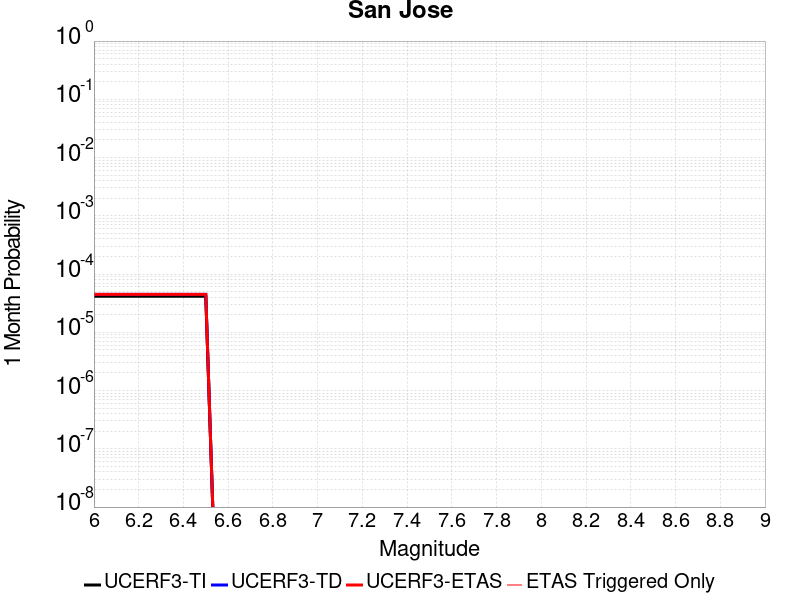 San Jose
1 Month Probability
10^0
10^-1
10^-2
10^-3
10^-4
10^-5
10^-6
10^-7
10^-8
6 6.2 6.4 6.6 6.8 7 7.2 7.4 7.6 7.8 8 8.2 8.4 8.6 8.8 9
Magnitude
UCERF3-TI UCERF3-TD UCERF3-ETAS ETAS Triggered Only